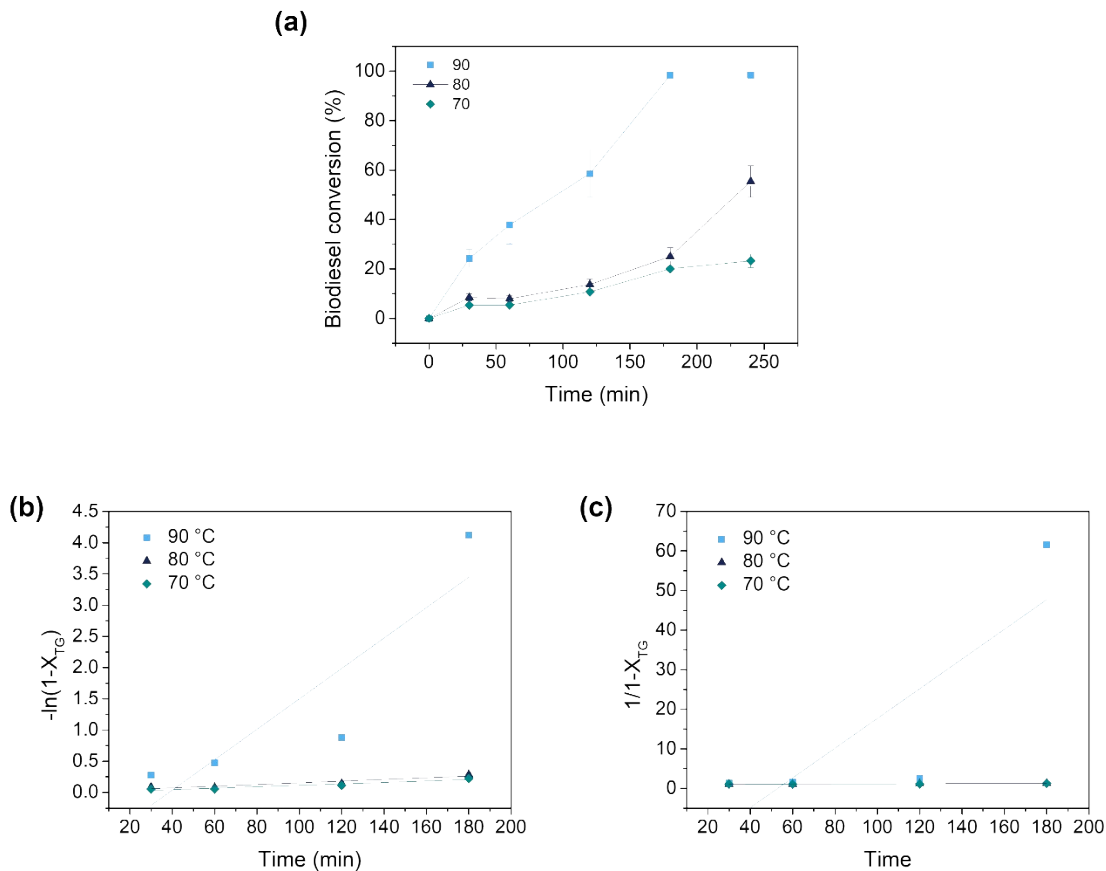 (a)
90
80
70
100
80
60
40
20
0
Biodiesel conversion (%)
0 50 100 150 200 250
Time (min)
(b)
90 °C
80 °C
70 °C
4.5
4.0
3.5
3.0
2.5
2.0
1.5
1.0
0.5
0.0
-ln(1-X_TG)
20 40 60 80 100 120 140 160 180 200
Time (min)
(c)
90 °C
80 °C
70 °C
70
60
50
40
30
20
10
0
1/1-X_TG
20 40 60 80 100 120 140 160 180 200
Time